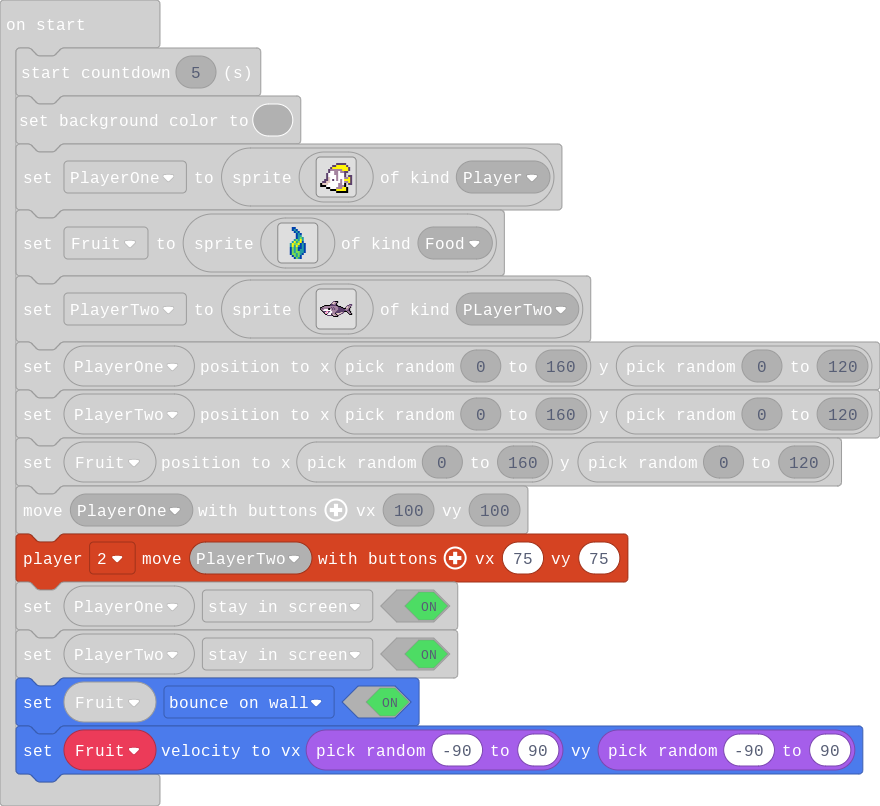 on start
start countdown 5 (s)
set background color to
set PlayerOne to sprite of kind Player
set Fruit to sprite of kind Food
set PlayerTwo to sprite of kind PLayerTwo
set PlayerOne position to x pick random 0 to 160 y pick random 0 to 120
set PlayerTwo position to x pick random 0 to 160 y pick random 0 to 120
set Fruit position to x pick random 0 to 160 y pick random 0 to 120
move PlayerOne with buttons vx 100 vy 100
player 2 move PlayerTwo with buttons vx 75 vy 75
set PlayerOne stay in screen ON
set PlayerTwo stay in screen ON
set Fruit bounce on wall ON
set Fruit velocity to vx pick random -90 to 90 vy pick random -90 to 90